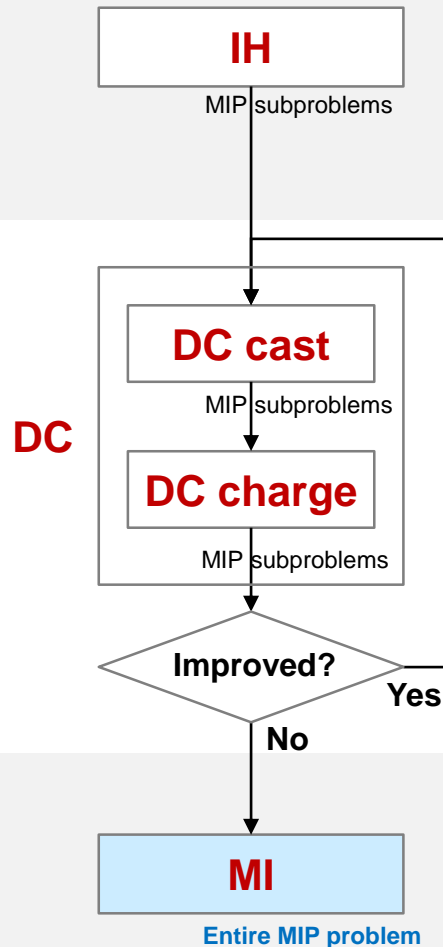 IH
MIP subproblems
DC cast
MIP subproblems
DC
DC charge
MIP subproblems
Improved?
Yes
No
MI
Entire MIP problem